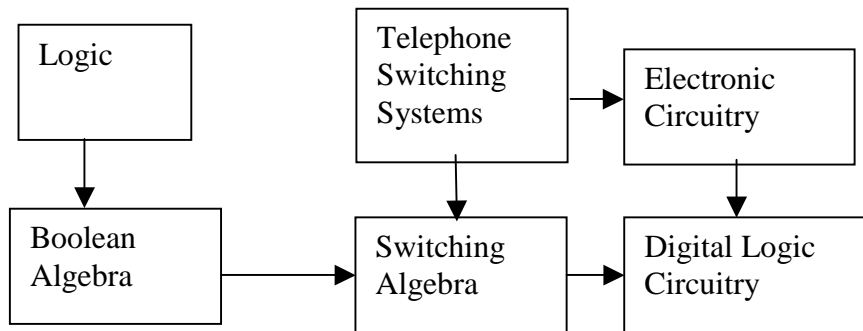 Logic
Telephone
Switching
Systems
Electronic
Circuitry
Boolean
Algebra
Switching
Algebra
Digital Logic
Circuitry